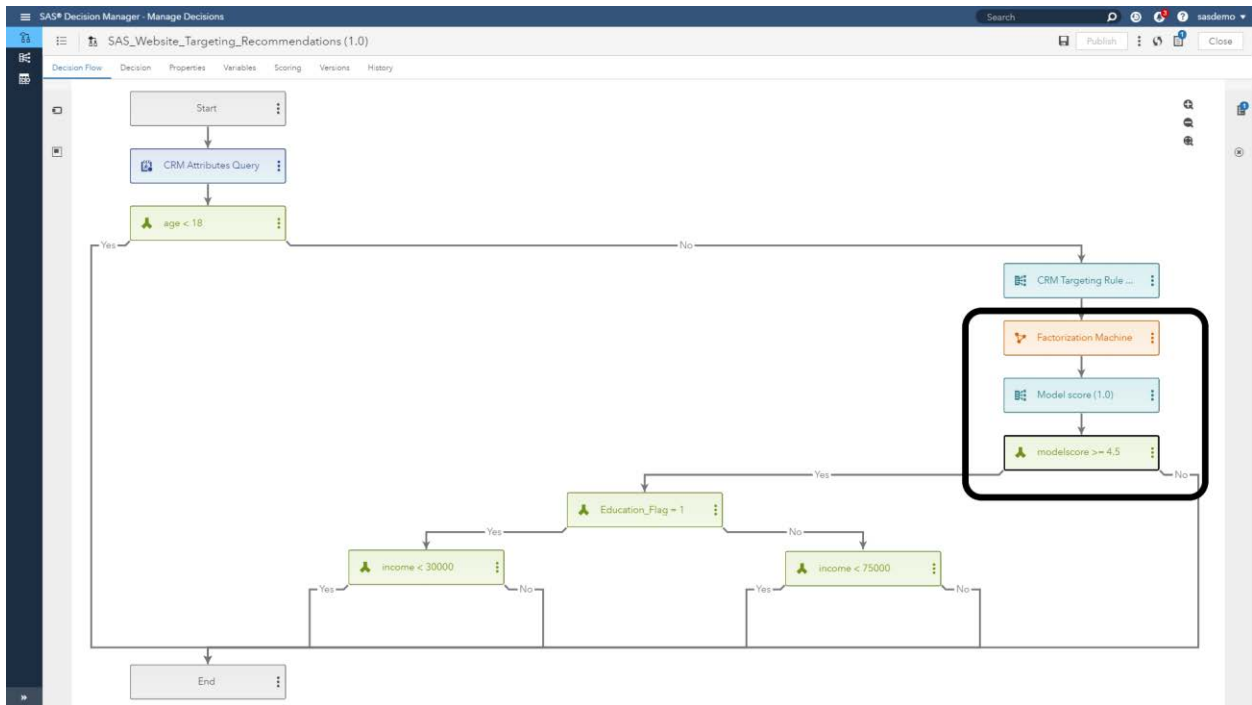 SAS® Decision Manager - Manage Decisions
Search
sasdemo
SAS_Website_Targeting_Recommendations (1.0)
Publish
Close
Decision Flow Decision Properties Variables Scoring Versions History
Start
CRM Attributes Query
age < 18
Yes
No
CRM Targeting Rule ...
Factorization Machine
Model score (1.0)
modelscore >= 4.5
Yes
No
Education_Flag = 1
Yes
No
income < 30000
income < 75000
Yes
No
Yes
No
End